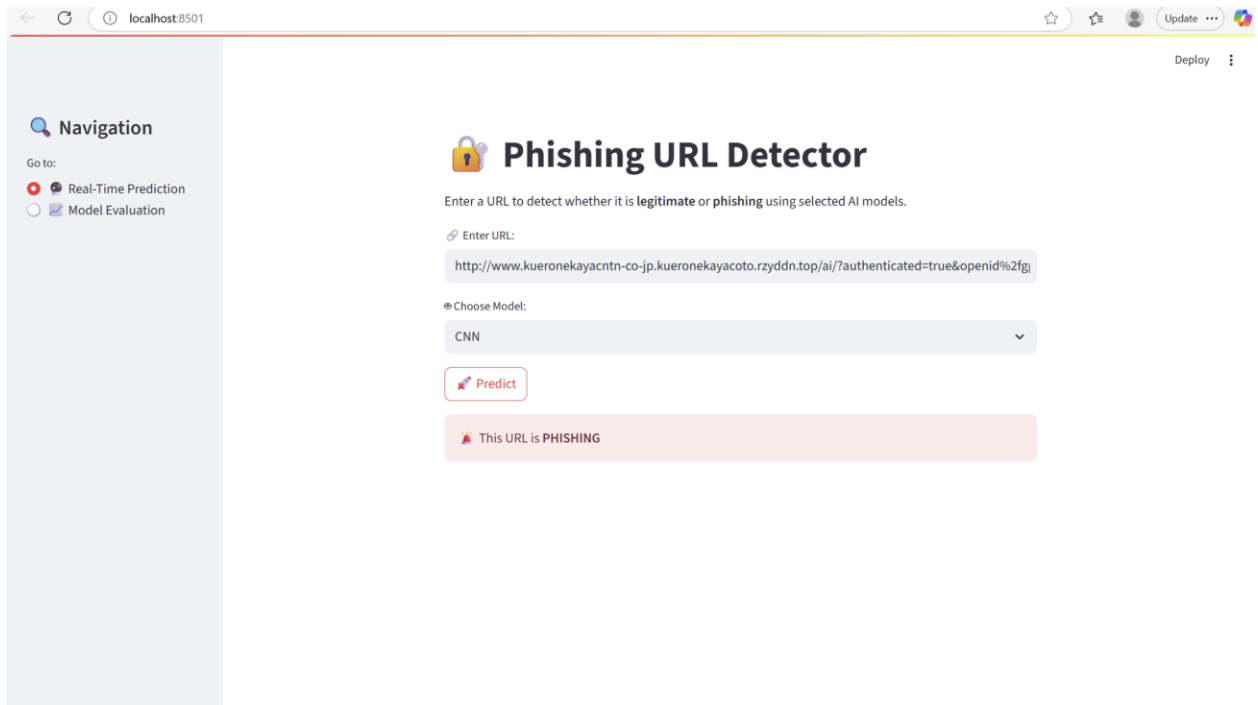 localhost:8501
Update
Deploy
Navigation
Go to:
Real-Time Prediction
Model Evaluation
Phishing URL Detector
Enter a URL to detect whether it is legitimate or phishing using selected AI models.
Enter URL:
http://www.kueronekayacntn-co-jp.kueronekayacoto.rzyddn.top/ai/?authenticated=true&openid%2fg
Choose Model:
CNN
Predict
This URL is PHISHING